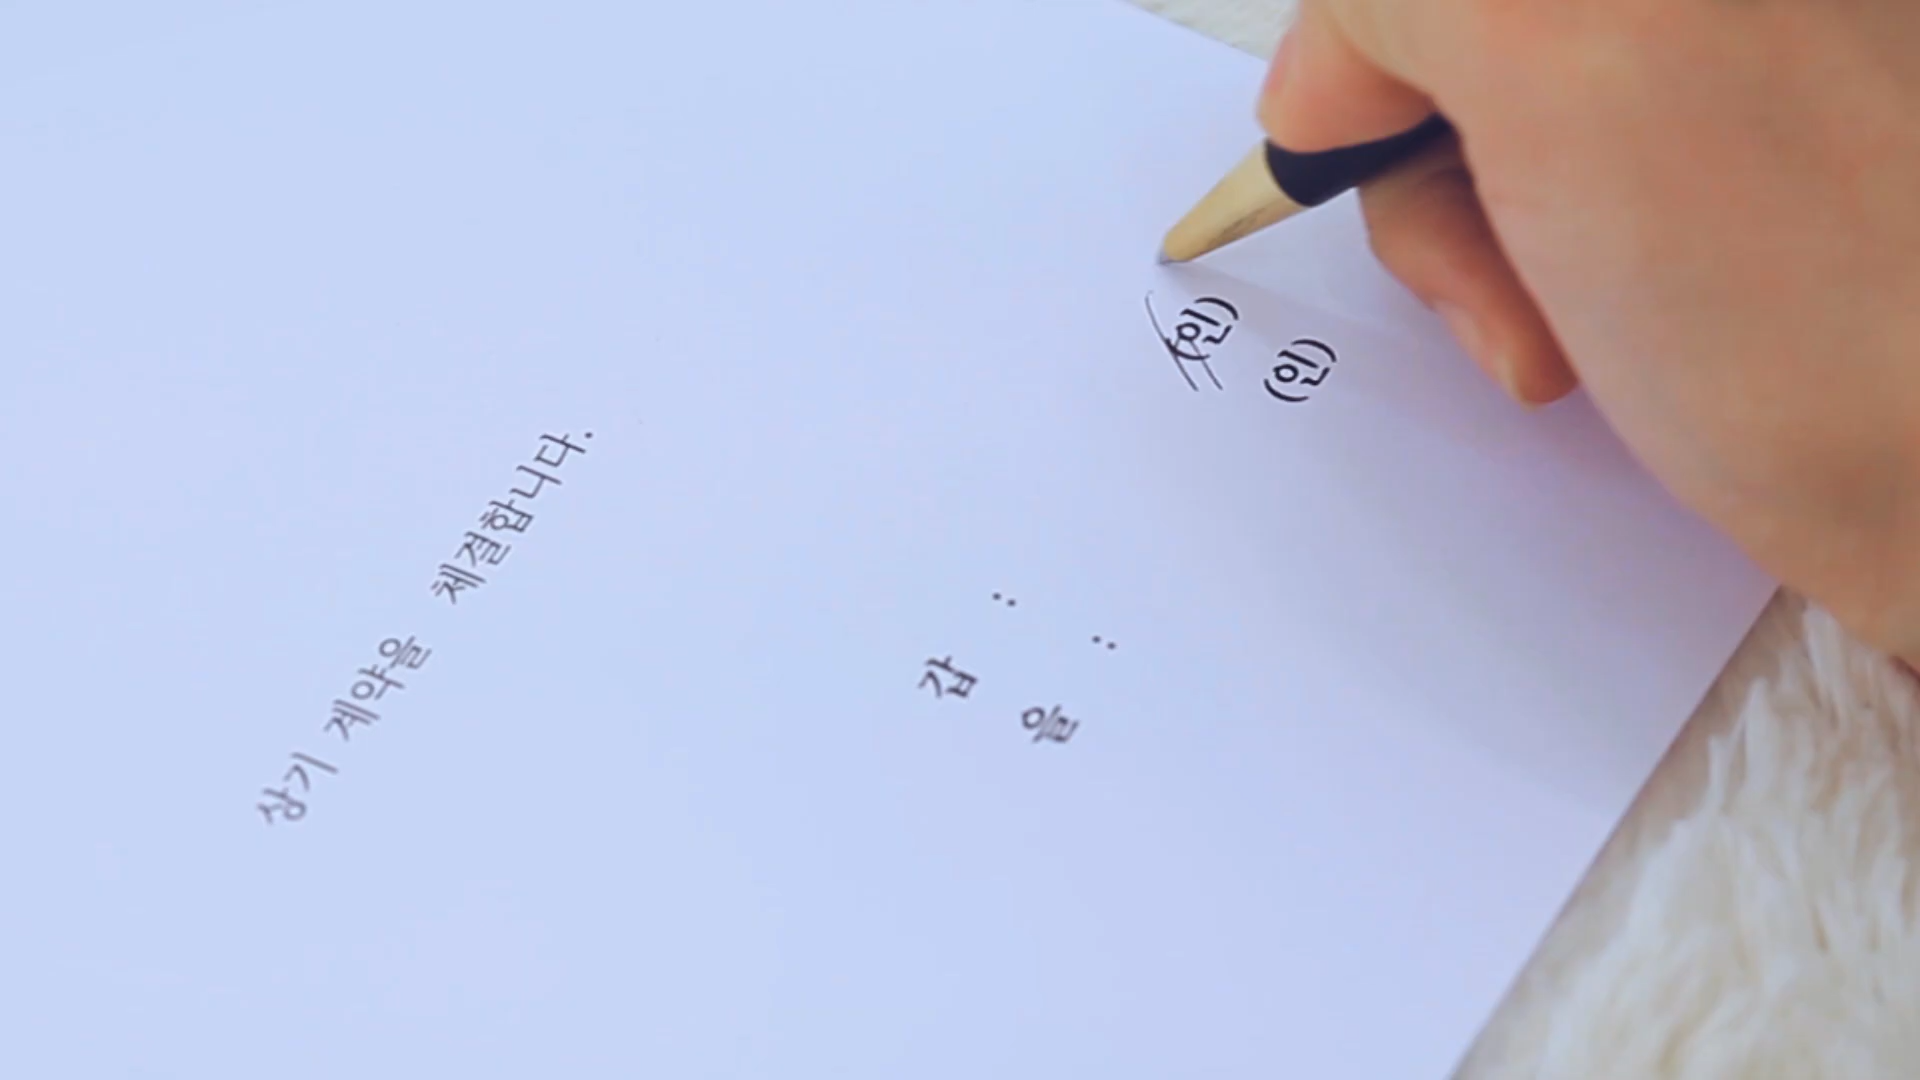 상기 계약을 체결합니다.
갑 : (인)
을 : (인)